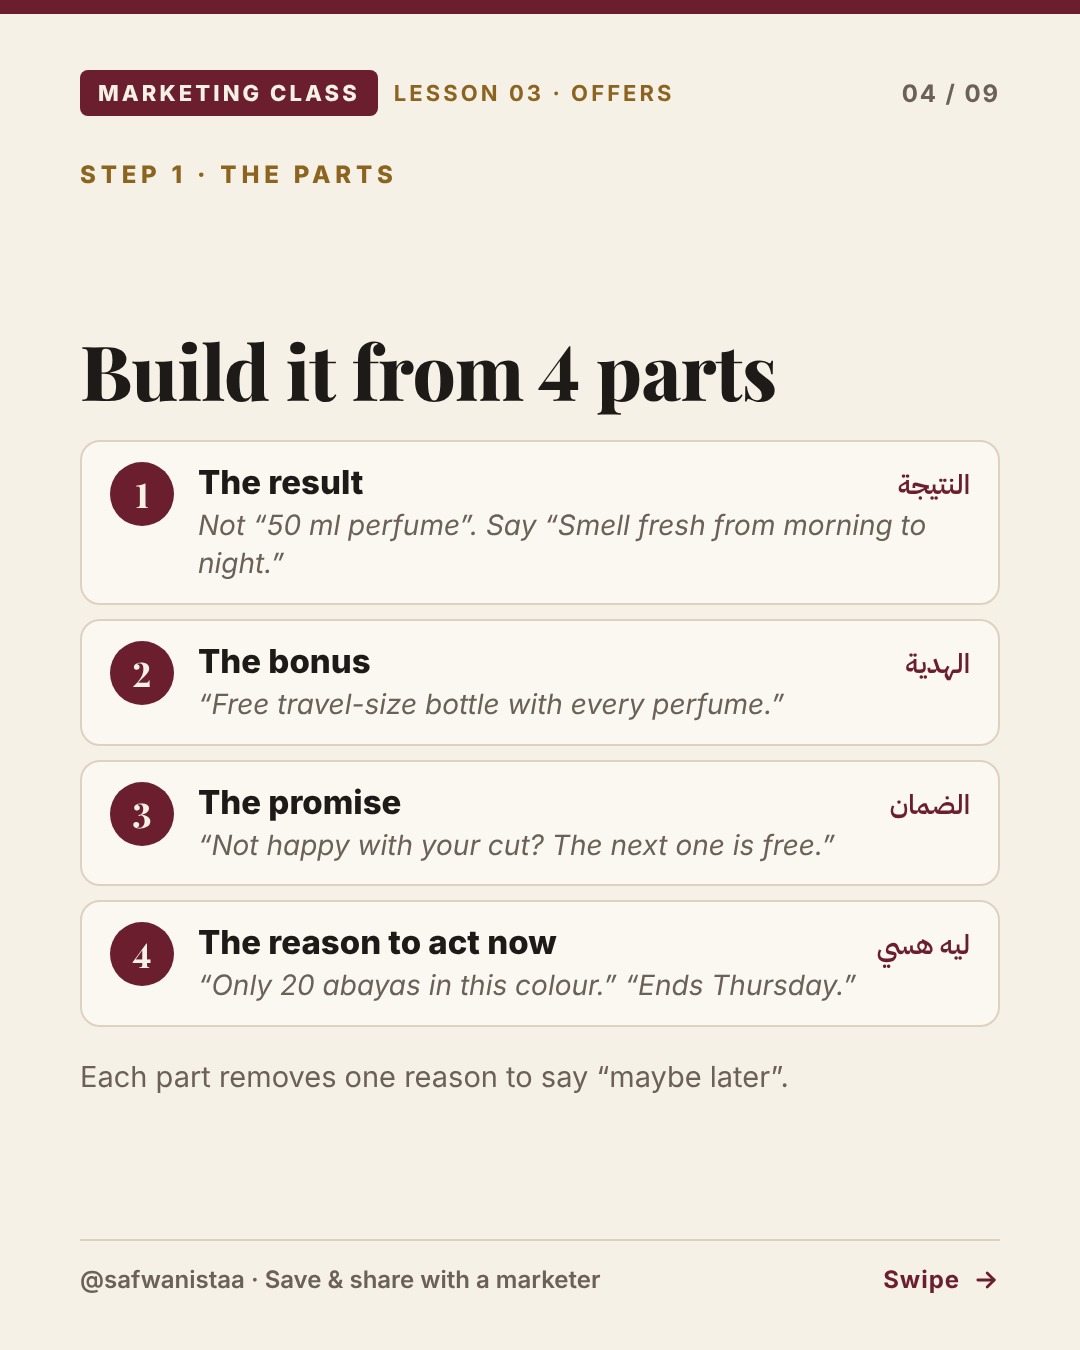 MARKETING CLASS LESSON 03 · OFFERS 04 / 09
STEP 1 · THE PARTS
Build it from 4 parts
1 The result النتيجة
Not “50 ml perfume”. Say “Smell fresh from morning to
night.”
2 The bonus الهدية
“Free travel-size bottle with every perfume.”
3 The promise الضمان
“Not happy with your cut? The next one is free.”
4 The reason to act now ليه هسي
“Only 20 abayas in this colour.” “Ends Thursday.”
Each part removes one reason to say “maybe later”.
@safwanistaa · Save & share with a marketer Swipe →